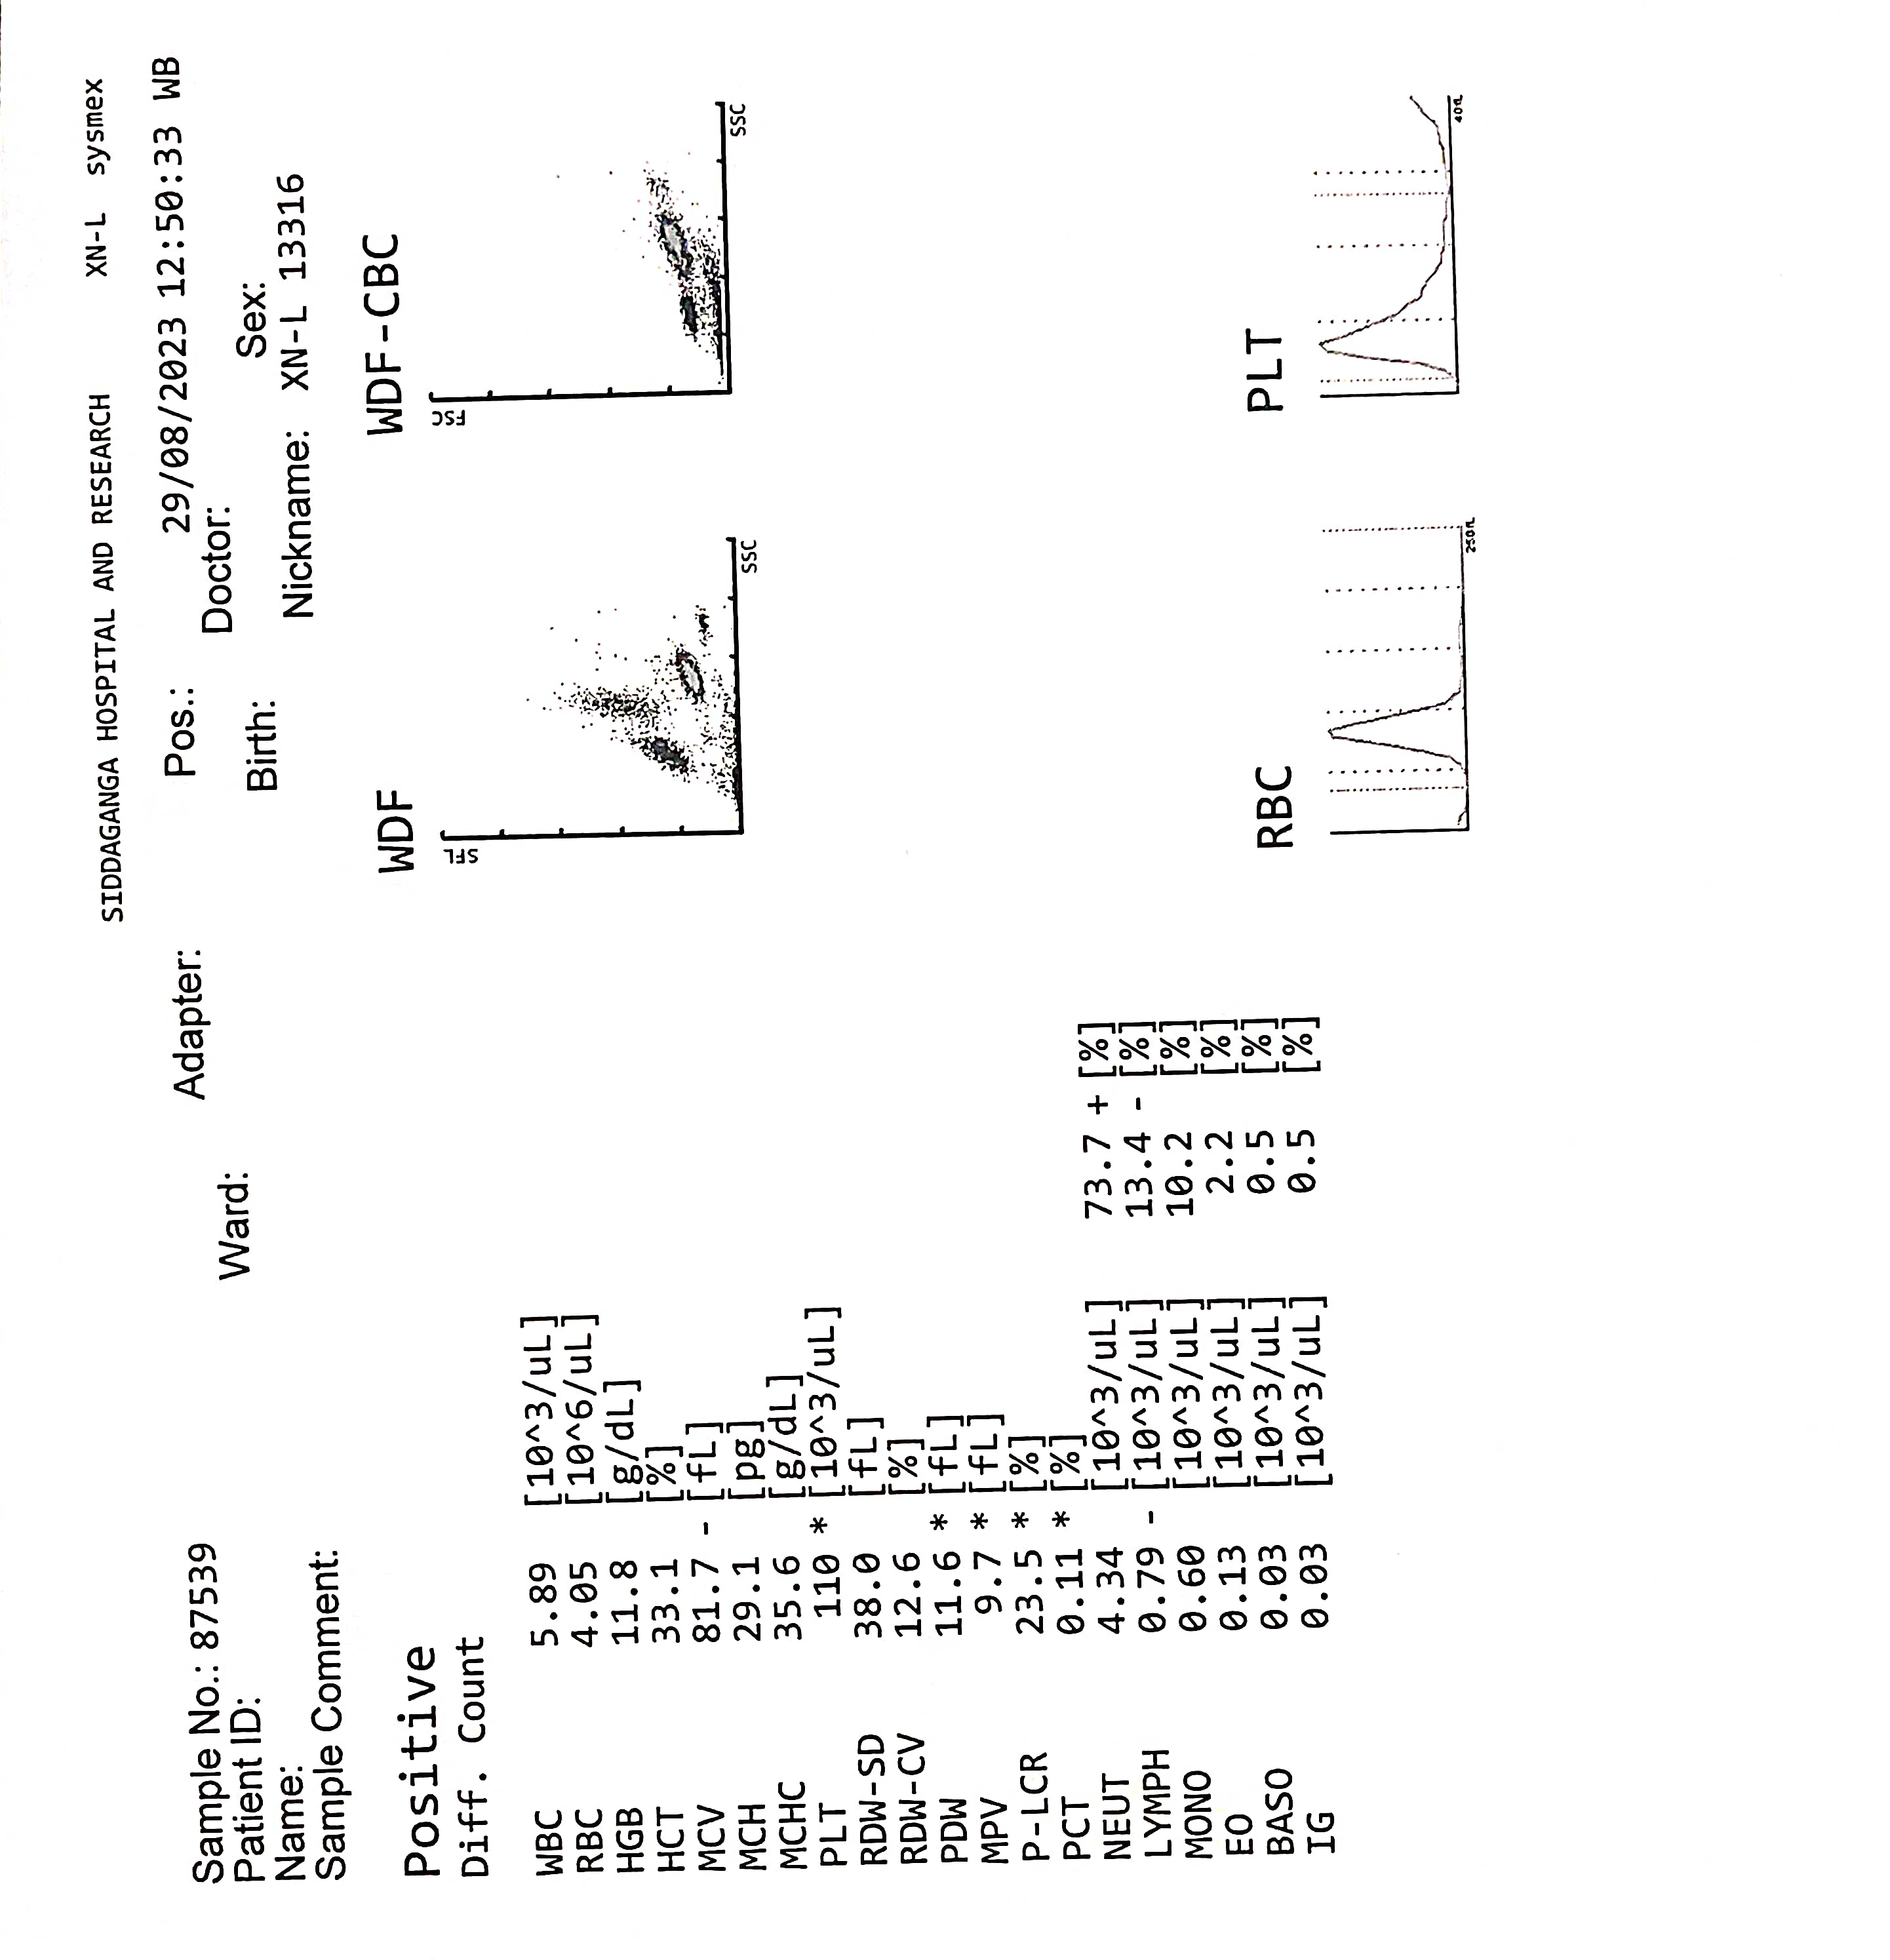 SIDDAGANGA HOSPITAL AND RESEARCH XN-L sysmex
Sample No.: 87539 Adapter: Pos.: 29/08/2023 12:50:33 WB
Patient ID: Ward: Doctor:
Name: Birth: Sex:
Sample Comment: Nickname: XN-L 13316
Positive
Diff. Count
WDF
WDF-CBC
SFL
SSC
FSC
SSC
WBC 5.89 [10^3/uL]
RBC 4.05 [10^6/uL]
HGB 11.8 [g/dL]
HCT 33.1 [%]
MCV 81.7 - [fL]
MCH 29.1 [pg]
MCHC 35.6 [g/dL]
PLT 110 * [10^3/uL]
RDW-SD 38.0 [fL]
RDW-CV 12.6 [%]
PDW 11.6 * [fL]
MPV 9.7 * [fL]
P-LCR 23.5 * [%]
PCT 0.11 * [%]
NEUT 4.34 [10^3/uL] 73.7 + [%]
LYMPH 0.79 - [10^3/uL] 13.4 - [%]
MONO 0.60 [10^3/uL] 10.2 [%]
EO 0.13 [10^3/uL] 2.2 [%]
BASO 0.03 [10^3/uL] 0.5 [%]
IG 0.03 [10^3/uL] 0.5 [%]
RBC
PLT
250fL
40fL